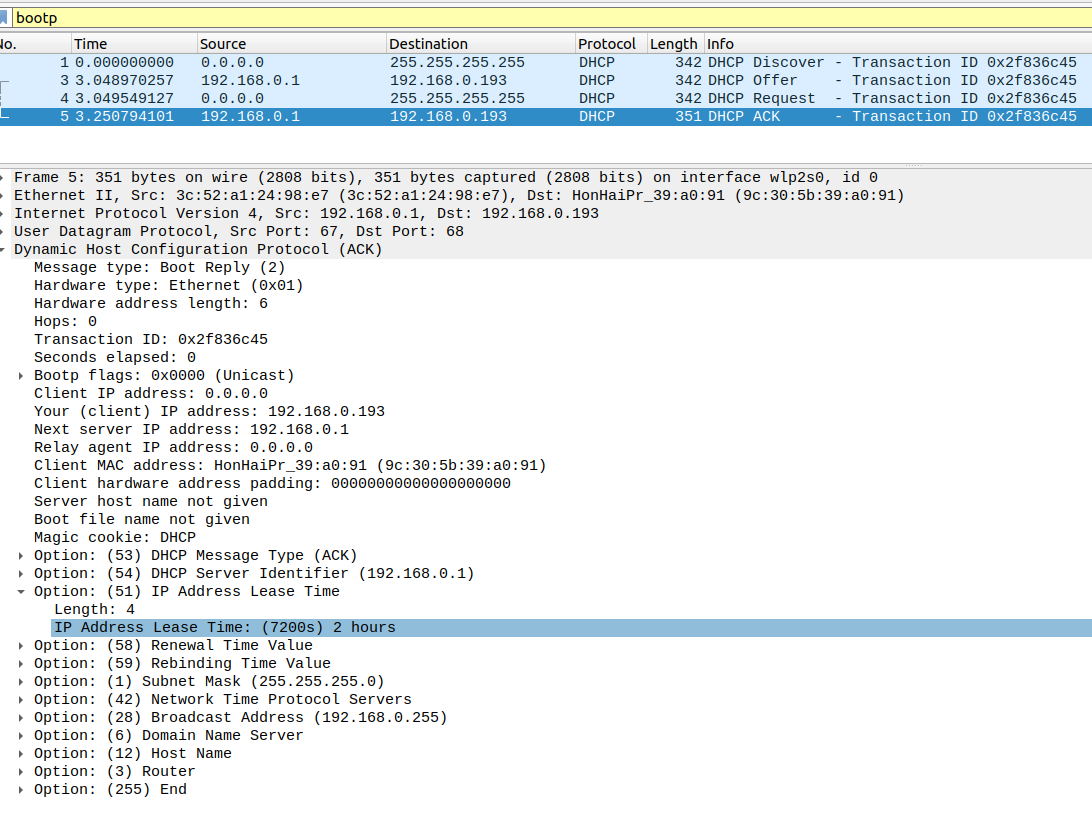 bootp
No. Time Source Destination Protocol Length Info
1 0.000000000 0.0.0.0 255.255.255.255 DHCP 342 DHCP Discover - Transaction ID 0x2f836c45
3 3.048970257 192.168.0.1 192.168.0.193 DHCP 342 DHCP Offer - Transaction ID 0x2f836c45
4 3.049549127 0.0.0.0 255.255.255.255 DHCP 342 DHCP Request - Transaction ID 0x2f836c45
5 3.250794101 192.168.0.1 192.168.0.193 DHCP 351 DHCP ACK - Transaction ID 0x2f836c45
Frame 5: 351 bytes on wire (2808 bits), 351 bytes captured (2808 bits) on interface wlp2s0, id 0
Ethernet II, Src: 3c:52:a1:24:98:e7 (3c:52:a1:24:98:e7), Dst: HonHaiPr_39:a0:91 (9c:30:5b:39:a0:91)
Internet Protocol Version 4, Src: 192.168.0.1, Dst: 192.168.0.193
User Datagram Protocol, Src Port: 67, Dst Port: 68
Dynamic Host Configuration Protocol (ACK)
Message type: Boot Reply (2)
Hardware type: Ethernet (0x01)
Hardware address length: 6
Hops: 0
Transaction ID: 0x2f836c45
Seconds elapsed: 0
Bootp flags: 0x0000 (Unicast)
Client IP address: 0.0.0.0
Your (client) IP address: 192.168.0.193
Next server IP address: 192.168.0.1
Relay agent IP address: 0.0.0.0
Client MAC address: HonHaiPr_39:a0:91 (9c:30:5b:39:a0:91)
Client hardware address padding: 00000000000000000000
Server host name not given
Boot file name not given
Magic cookie: DHCP
Option: (53) DHCP Message Type (ACK)
Option: (54) DHCP Server Identifier (192.168.0.1)
Option: (51) IP Address Lease Time
Length: 4
IP Address Lease Time: (7200s) 2 hours
Option: (58) Renewal Time Value
Option: (59) Rebinding Time Value
Option: (1) Subnet Mask (255.255.255.0)
Option: (42) Network Time Protocol Servers
Option: (28) Broadcast Address (192.168.0.255)
Option: (6) Domain Name Server
Option: (12) Host Name
Option: (3) Router
Option: (255) End